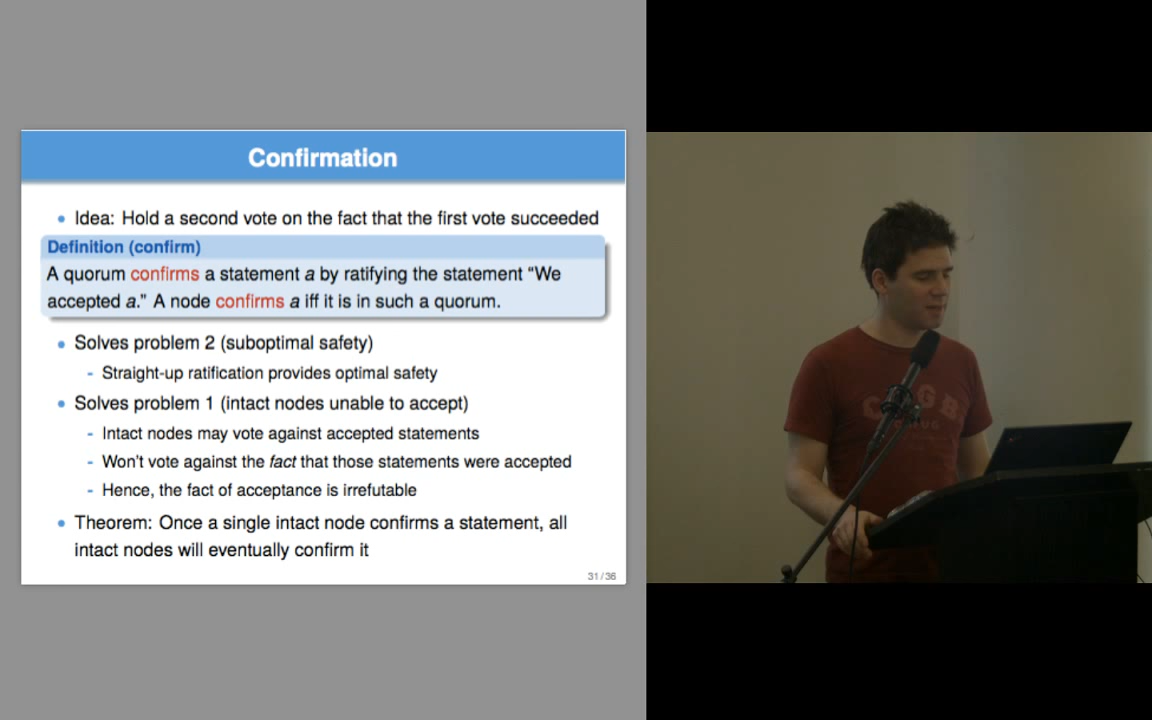 Confirmation
• Idea: Hold a second vote on the fact that the first vote succeeded
Definition (confirm)
A quorum confirms a statement a by ratifying the statement “We
accepted a.” A node confirms a iff it is in such a quorum.
• Solves problem 2 (suboptimal safety)
- Straight-up ratification provides optimal safety
• Solves problem 1 (intact nodes unable to accept)
- Intact nodes may vote against accepted statements
- Won’t vote against the fact that those statements were accepted
- Hence, the fact of acceptance is irrefutable
• Theorem: Once a single intact node confirms a statement, all
intact nodes will eventually confirm it
31/36